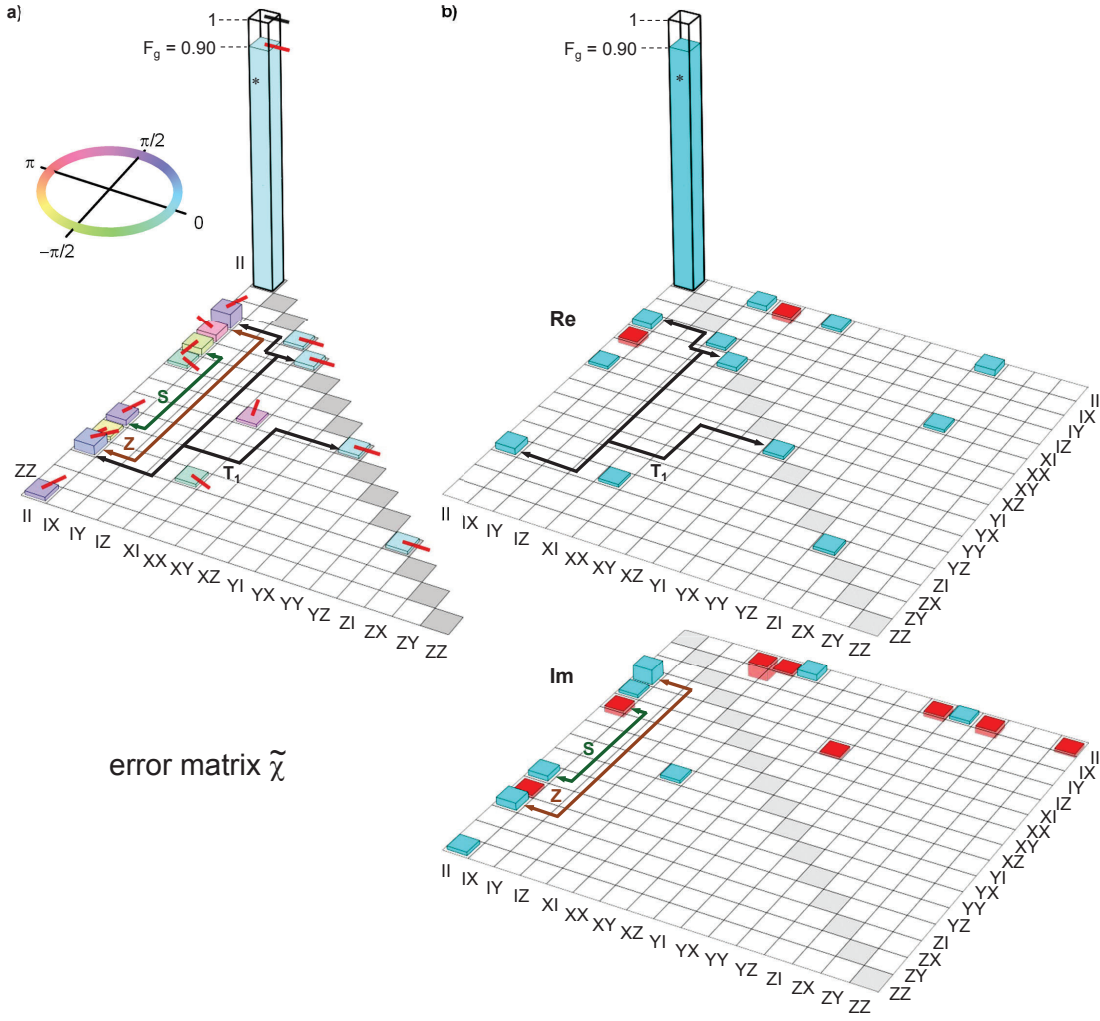 a)
1
F_g = 0.90
*
π/2
π
0
−π/2
II
S
Z
T_1
ZZ
II
IX
IY
IZ
XI
XX
XY
XZ
YI
YX
YY
YZ
ZI
ZX
ZY
ZZ
b)
1
F_g = 0.90
*
Re
T_1
II
IX
IY
IZ
XI
XX
XY
XZ
YI
YX
YY
YZ
ZI
ZX
ZY
ZZ
II
IX
IY
IZ
XI
XX
XY
XZ
YI
YX
YY
YZ
ZI
ZX
ZY
ZZ
Im
S
Z
II
IX
IY
IZ
XI
XX
XY
XZ
YI
YX
YY
YZ
ZI
ZX
ZY
ZZ
II
IX
IY
IZ
XI
XX
XY
XZ
YI
YX
YY
YZ
ZI
ZX
ZY
ZZ
error matrix χ̃